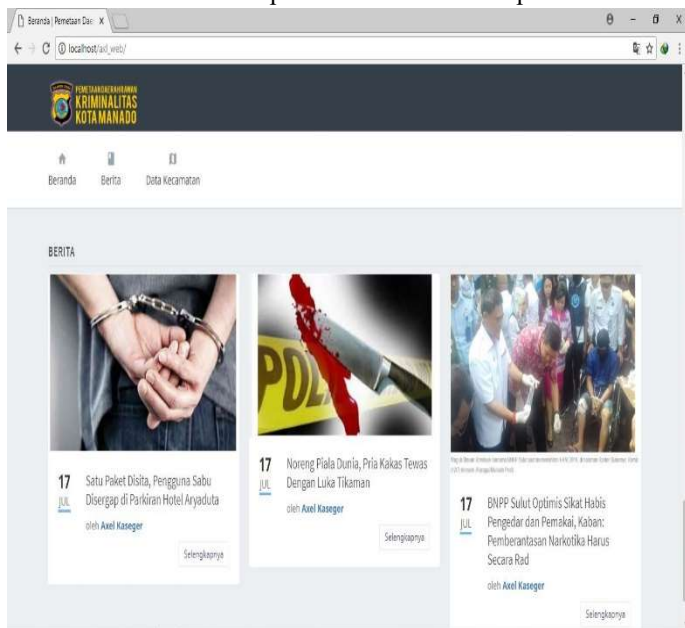 Beranda | Pemetaan Dae
localhost/aid_web/
PEMETAAN DAERAH RAWAN
KRIMINALITAS
KOTA MANADO
Beranda
Berita
Data Kecamatan
BERITA
POL
17
JUL
Satu Paket Disita, Pengguna Sabu
Disergap di Parkiran Hotel Aryaduta
oleh Axel Kaseger
Selengkapnya
17
JUL
Noreng Piala Dunia, Pria Kakas Tewas
Dengan Luka Tikaman
oleh Axel Kaseger
Selengkapnya
17
JUL
BNPP Sulut Optimis Sikat Habis
Pengedar dan Pemakai, Kaban:
Pemberantasan Narkotika Harus
Secara Rad
oleh Axel Kaseger
Selengkapnya